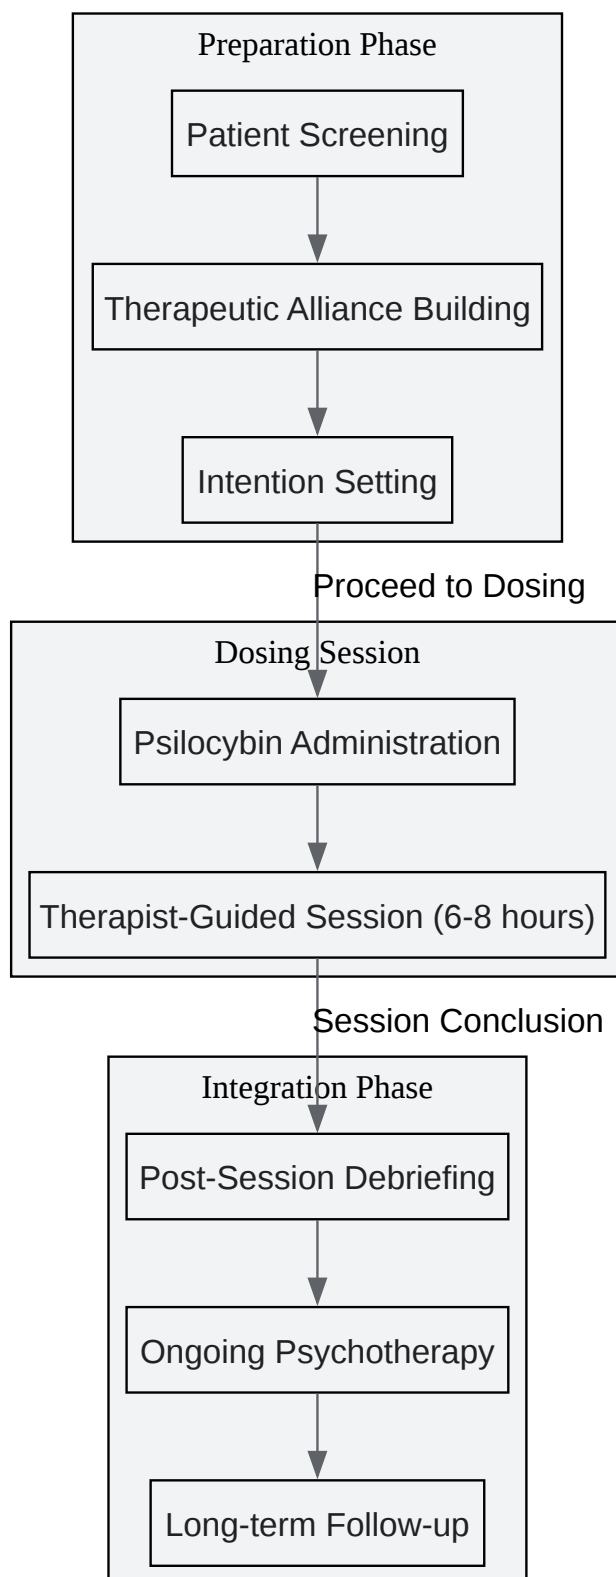 Preparation Phase
Patient Screening
Therapeutic Alliance Building
Intention Setting
Proceed to Dosing
Dosing Session
Psilocybin Administration
Therapist-Guided Session (6-8 hours)
Session Conclusion
Integration Phase
Post-Session Debriefing
Ongoing Psychotherapy
Long-term Follow-up